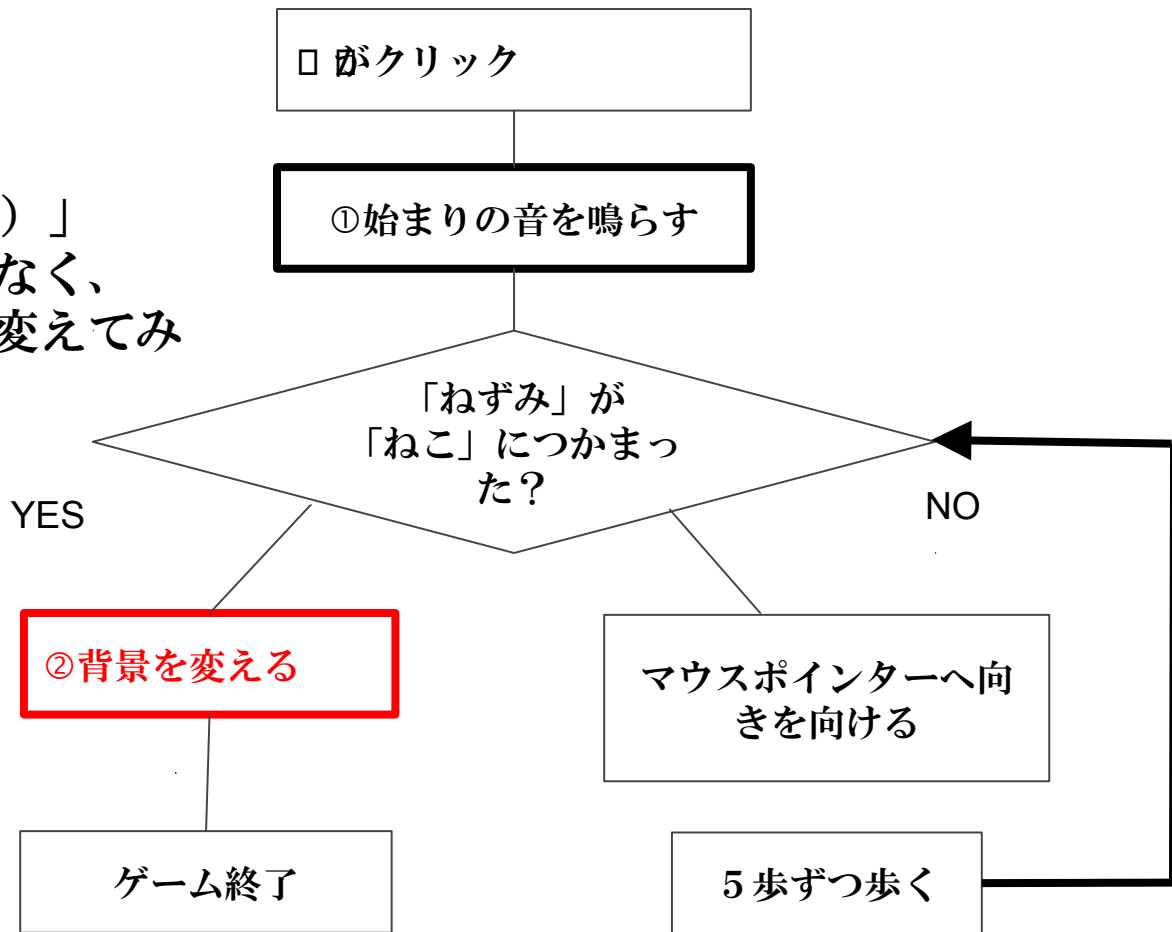 がクリック
①始まりの音を鳴らす
）」
なく、
変えてみ
「ねずみ」が
「ねこ」につかまっ
た？
YES
NO
②背景を変える
マウスポインターへ向
きを向ける
ゲーム終了
５歩ずつ歩く